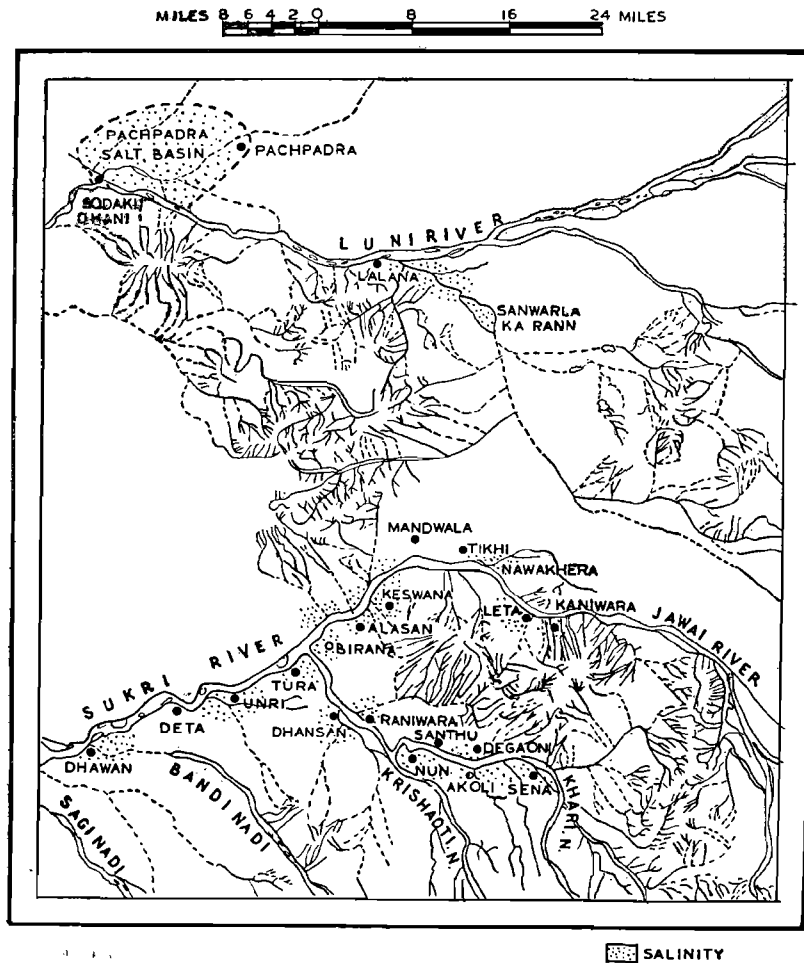 MILES 8 6 4 2 0 8 16 24 MILES
PACHPADRA
SALT BASIN
PACHPADRA
DHANI
LUNI RIVER
LALANA
SANWARLA
KA RANN
MANDWALA
TIKHI
NAWAKHERA
KESWANA
LETA
KANIWARA
JAWAI RIVER
ALASAN
BIRANA
SUKRI RIVER
TURA
UNRI
DETA
DHANSAN
RANIWARA
SANTHU
DEGAON
DHAWAN
NUN
AKOLI
SENA
BANDI NADI
SAGI NADI
KRISHAOTI N.
KHARI N.
SALINITY